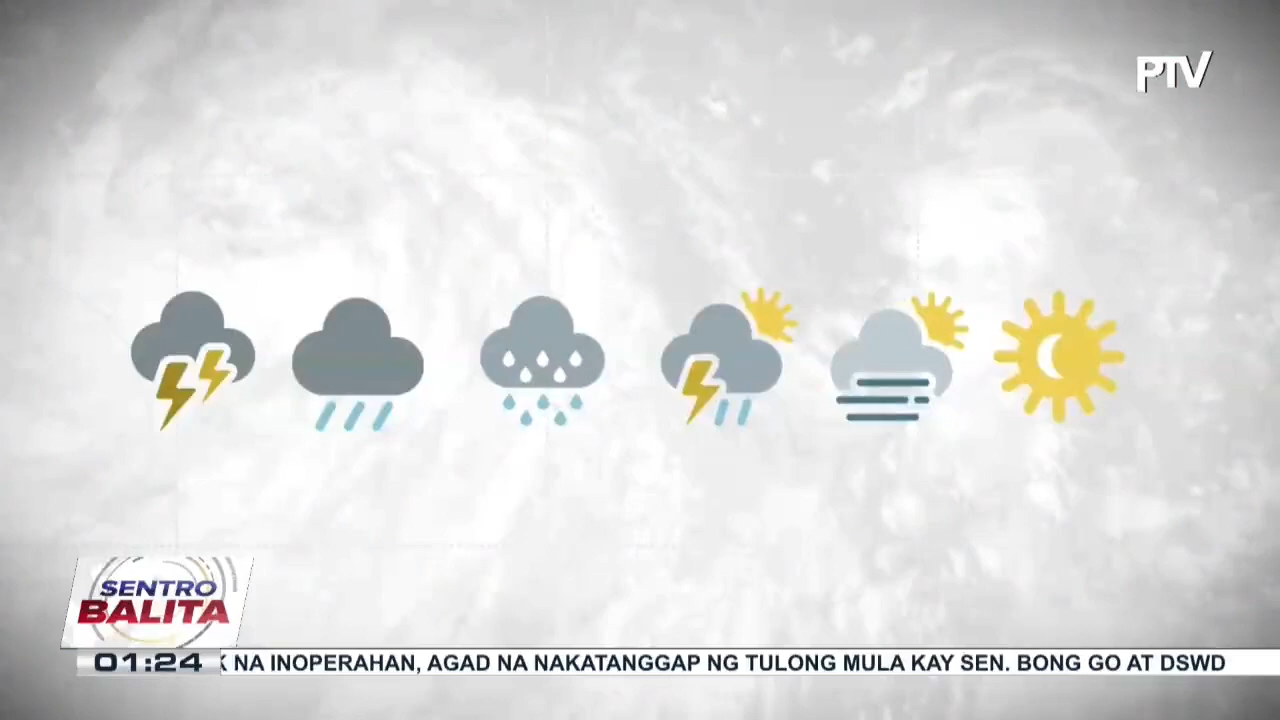 PTV
SENTRO
BALITA
01:24
NA INOPERAHAN, AGAD NA NAKATANGGAP NG TULONG MULA KAY SEN. BONG GO AT DSWD